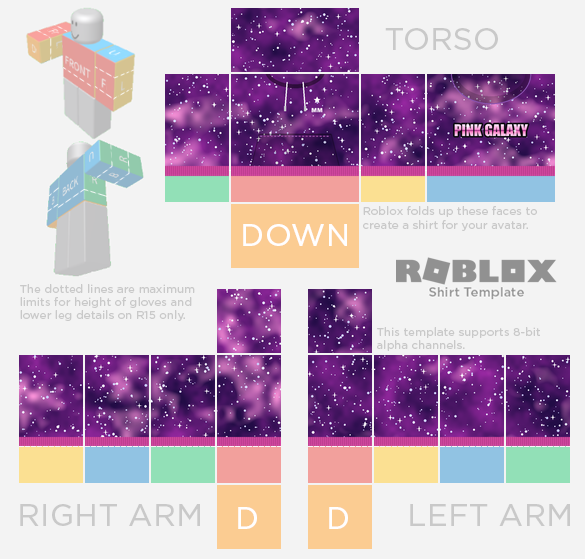 TORSO
FRONT
F
D
R
MM
PINK GALAXY
BACK
DOWN
Roblox folds up these faces to
create a shirt for your avatar.
ROBLOX
Shirt Template
The dotted lines are maximum
limits for height of gloves and
lower leg details on R15 only.
This template supports 8-bit
alpha channels.
RIGHT ARM
D
D
LEFT ARM